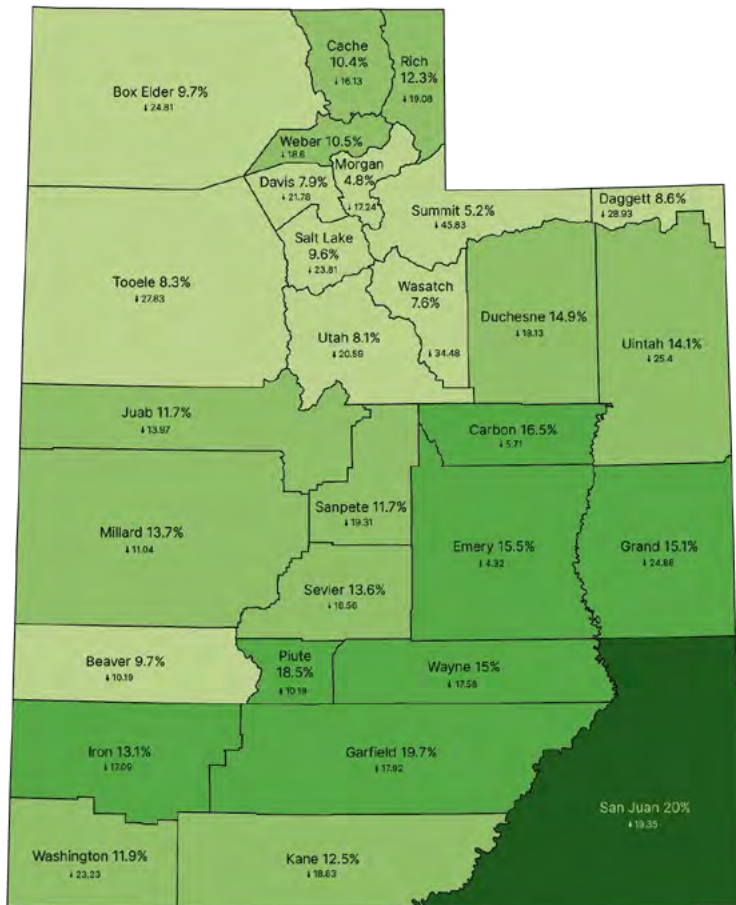 Cache
10.4%
↓ 16.13
Rich
12.3%
↓ 19.08
Box Elder 9.7%
↓ 24.81
Weber 10.5%
↓ 18.6
Morgan
4.8%
↓ 17.24
Davis 7.9%
↓ 21.78
Summit 5.2%
↓ 45.83
Daggett 8.6%
↓ 28.93
Salt Lake
9.6%
↓ 23.81
Tooele 8.3%
↓ 27.83
Wasatch
7.6%
↓ 34.48
Duchesne 14.9%
↓ 19.13
Uintah 14.1%
↓ 25.4
Utah 8.1%
↓ 20.59
Juab 11.7%
↓ 13.97
Carbon 16.5%
↓ 5.71
Sanpete 11.7%
↓ 19.31
Millard 13.7%
↓ 11.04
Emery 15.5%
↓ 4.32
Grand 15.1%
↓ 24.88
Sevier 13.6%
↓ 16.56
Beaver 9.7%
↓ 10.19
Piute
18.5%
↓ 10.19
Wayne 15%
↓ 17.58
Iron 13.1%
↓ 17.09
Garfield 19.7%
↓ 17.92
San Juan 20%
↓ 19.35
Washington 11.9%
↓ 23.23
Kane 12.5%
↓ 18.83